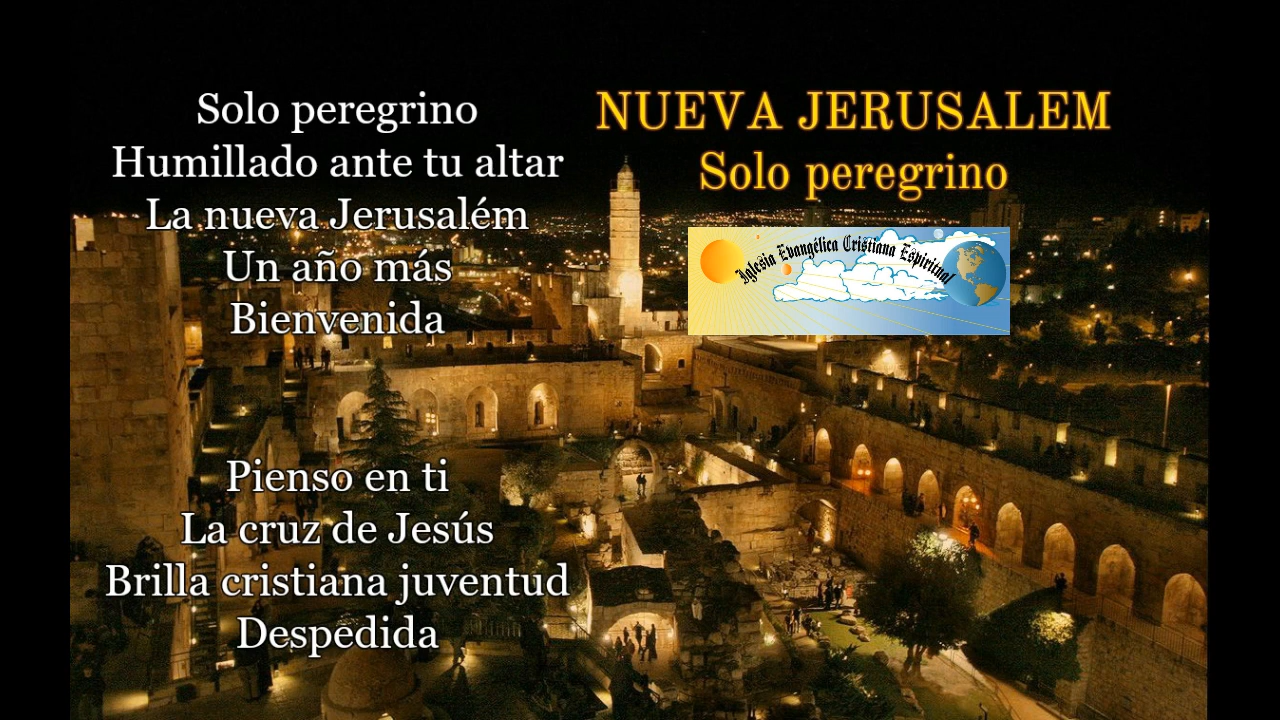 Solo peregrino
Humillado ante tu altar
La nueva Jerusalém
Un año más
Bienvenida
Pienso en ti
La cruz de Jesús
Brilla cristiana juventud
Despedida
NUEVA JERUSALEM
Solo peregrino
Iglesia Evangélica Cristiana Espiritual